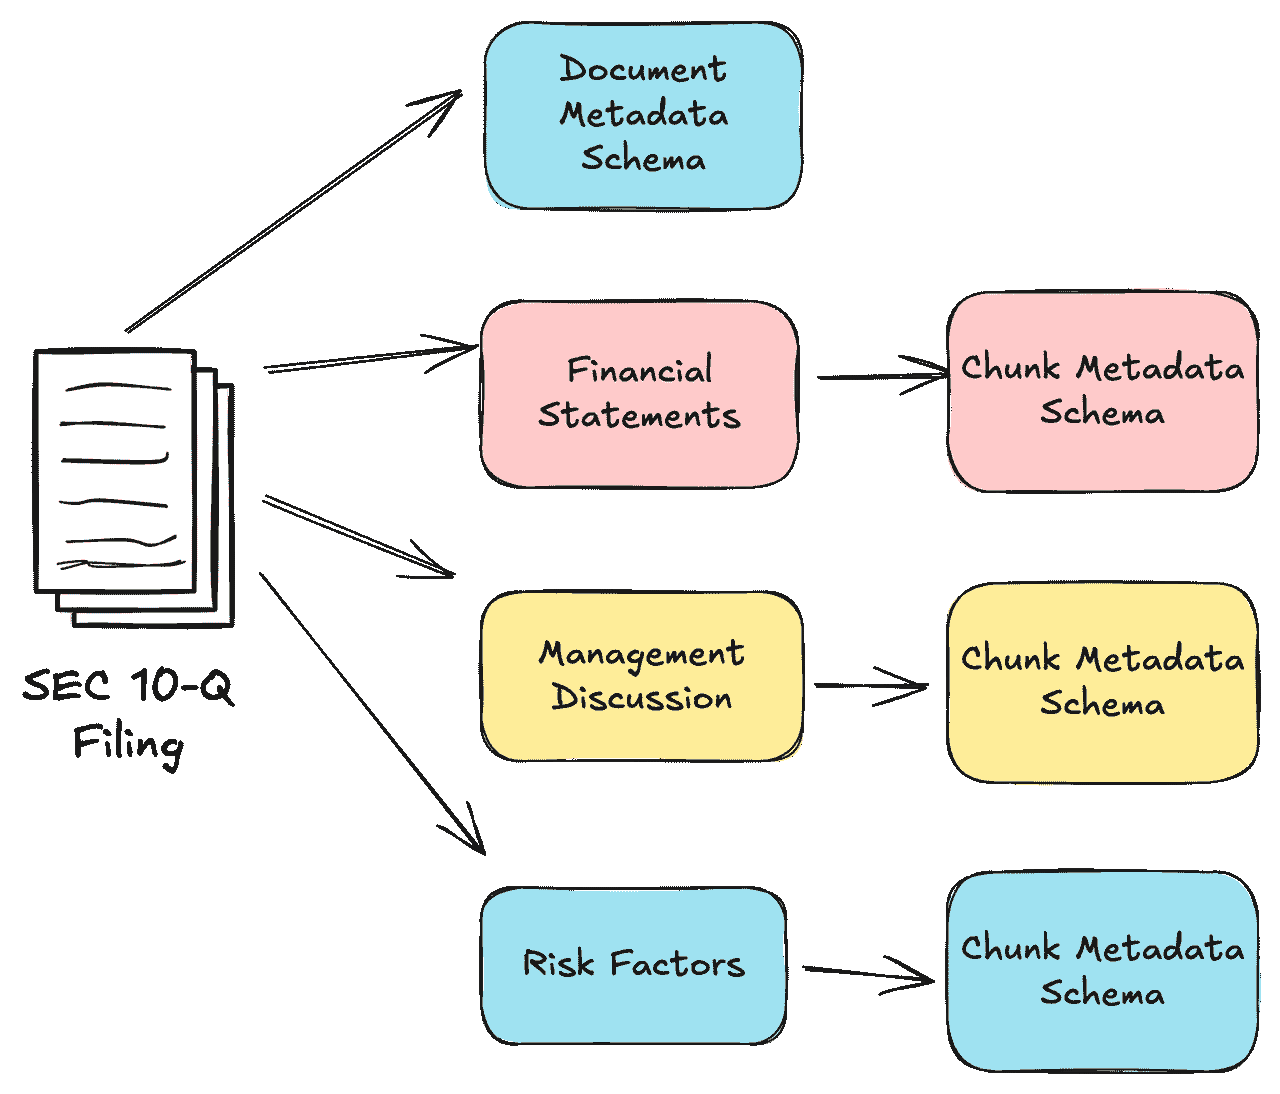 Document
Metadata
Schema
Financial
Statements
Chunk Metadata
Schema
SEC 10-Q
Filing
Management
Discussion
Chunk Metadata
Schema
Risk Factors
Chunk Metadata
Schema